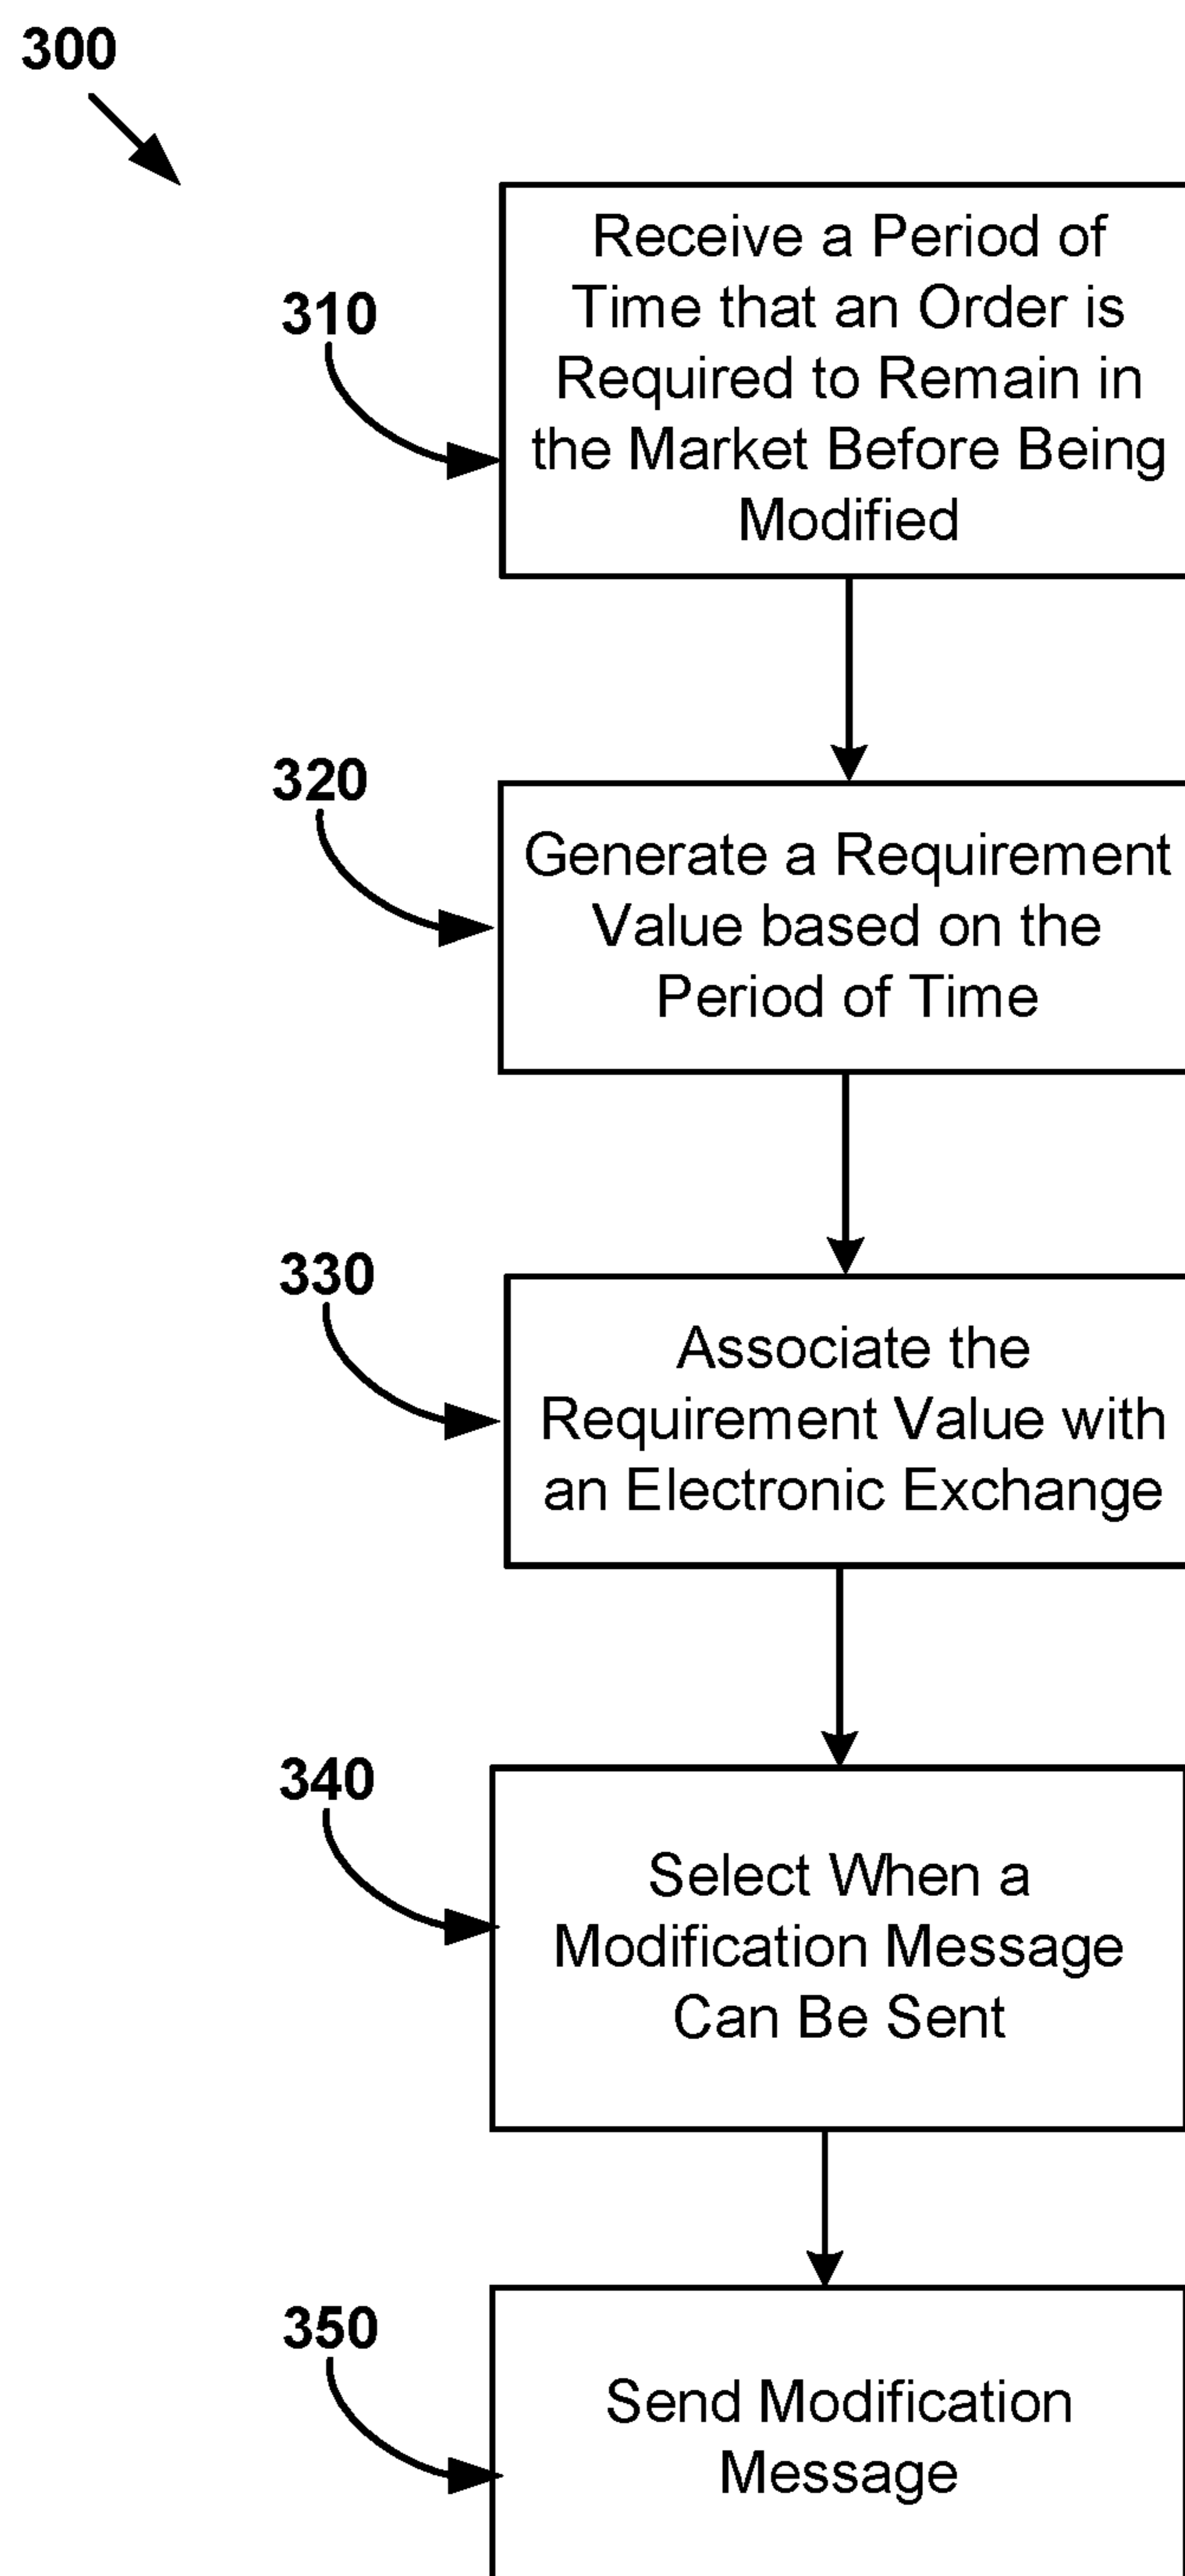 300
310
Receive a Period of
Time that an Order is
Required to Remain in
the Market Before Being
Modified
320
Generate a Requirement
Value based on the
Period of Time
330
Associate the
Requirement Value with
an Electronic Exchange
340
Select When a
Modification Message
Can Be Sent
350
Send Modification
Message